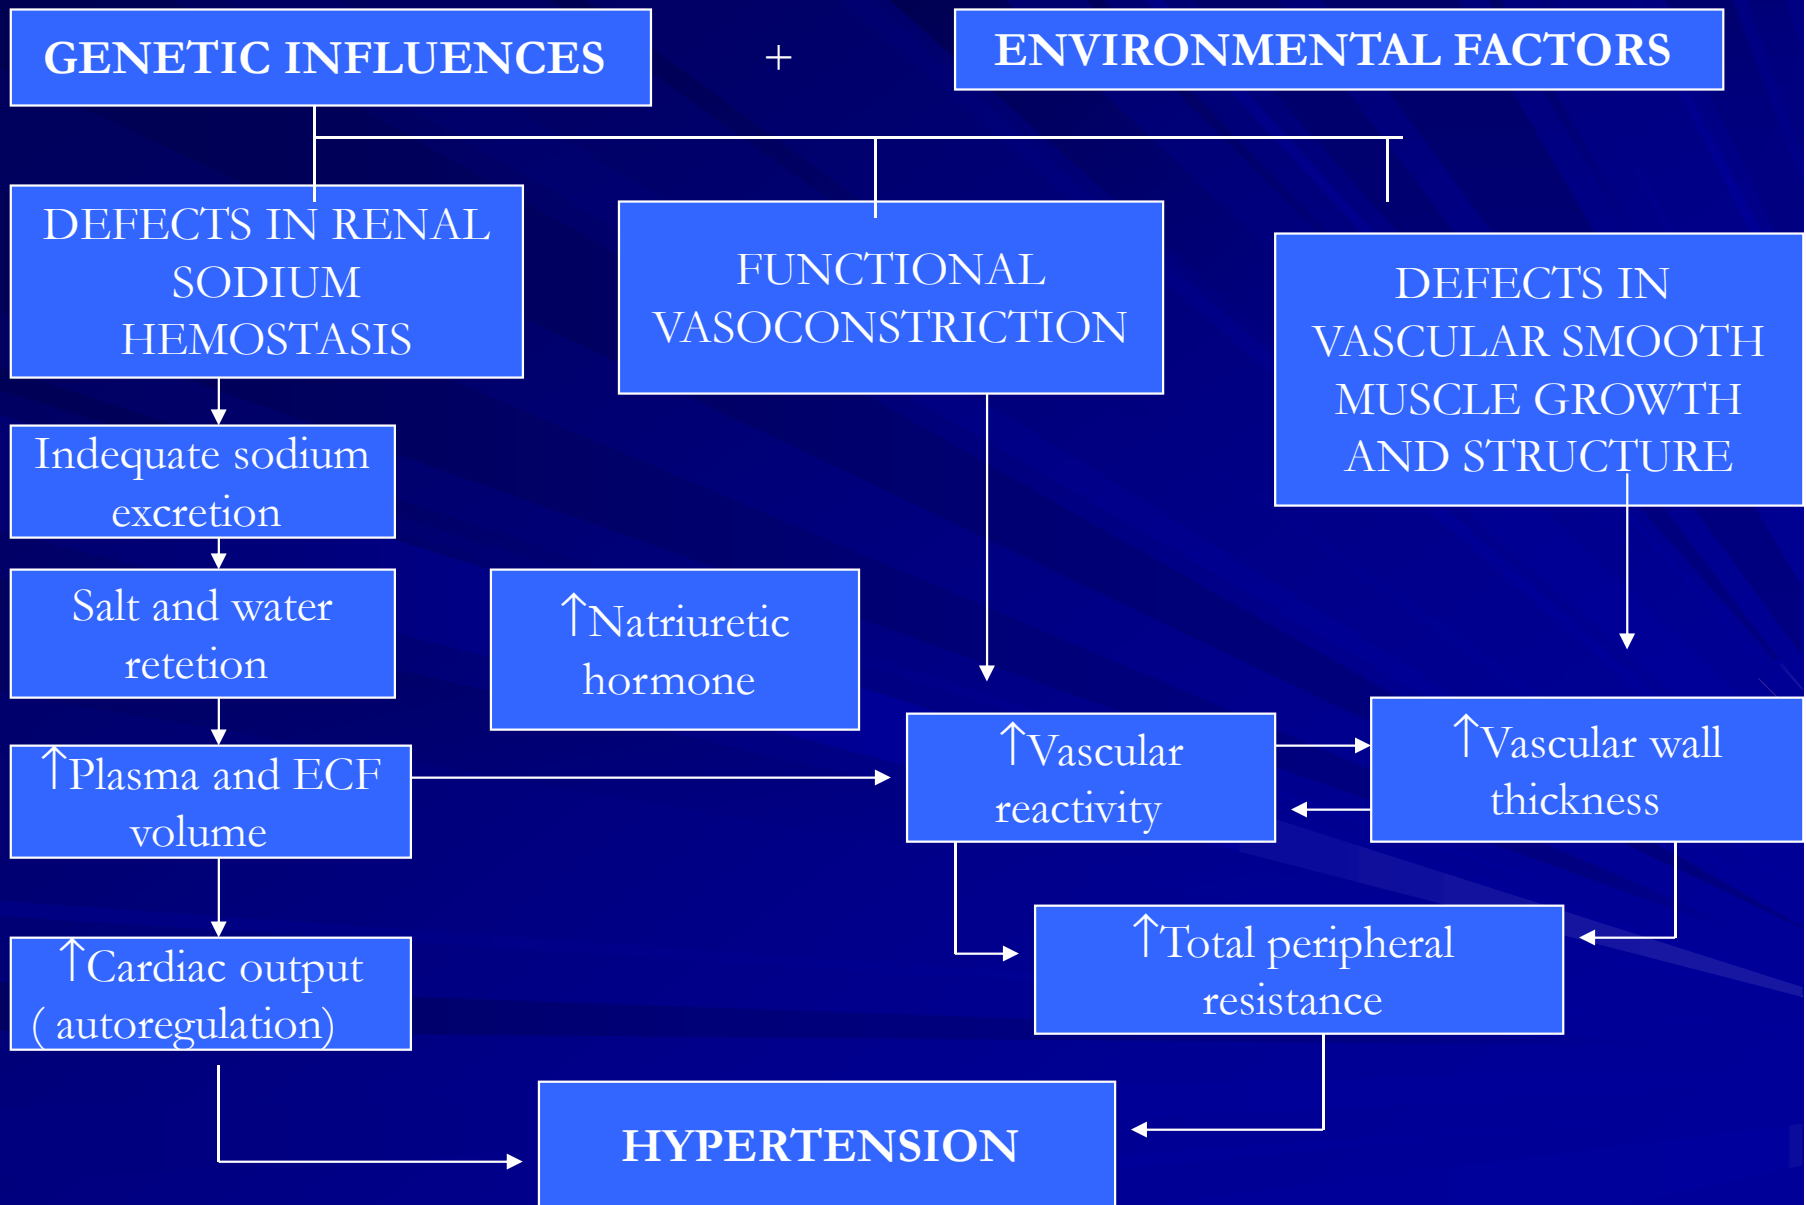 GENETIC INFLUENCES
+
ENVIRONMENTAL FACTORS
DEFECTS IN RENAL
SODIUM
HEMOSTASIS
FUNCTIONAL
VASOCONSTRICTION
DEFECTS IN
VASCULAR SMOOTH
MUSCLE GROWTH
AND STRUCTURE
Indequate sodium
excretion
Salt and water
retetion
↑Natriuretic
hormone
↑Plasma and ECF
volume
↑Vascular
reactivity
↑Vascular wall
thickness
↑Cardiac output
( autoregulation)
↑Total peripheral
resistance
HYPERTENSION